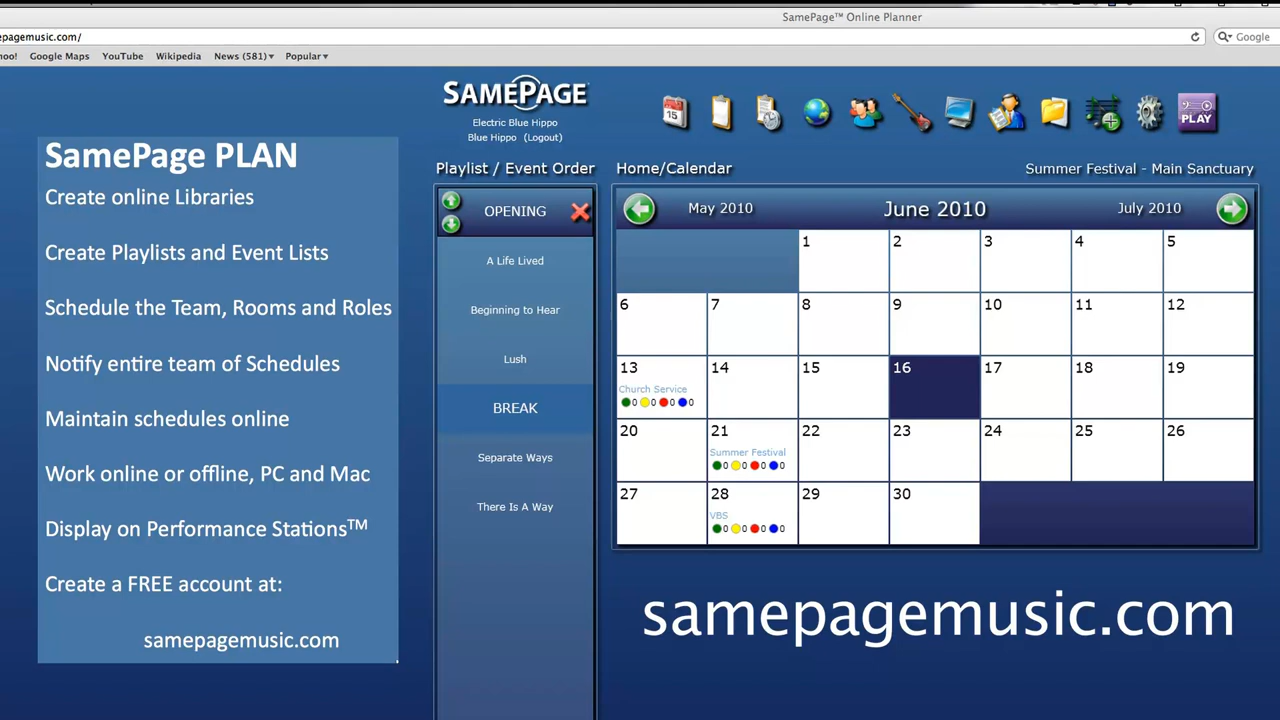 SamePage™ Online Planner
epagemusic.com/
Google
hoo! Google Maps YouTube Wikipedia News (581)▾ Popular▾
SAMEPAGE
Electric Blue Hippo
Blue Hippo (Logout)
15
PLAY
SamePage PLAN
Create online Libraries
Create Playlists and Event Lists
Schedule the Team, Rooms and Roles
Notify entire team of Schedules
Maintain schedules online
Work online or offline, PC and Mac
Display on Performance Stations™
Create a FREE account at:
samepagemusic.com
Playlist / Event Order
OPENING
A Life Lived
Beginning to Hear
Lush
BREAK
Separate Ways
There Is A Way
Home/Calendar
Summer Festival - Main Sanctuary
May 2010 June 2010 July 2010
1 2 3 4 5
6 7 8 9 10 11 12
13 14 15 16 17 18 19
Church Service
0 0 0 0
20 21 22 23 24 25 26
Summer Festival
0 0 0 0
27 28 29 30
VBS
0 0 0 0
samepagemusic.com